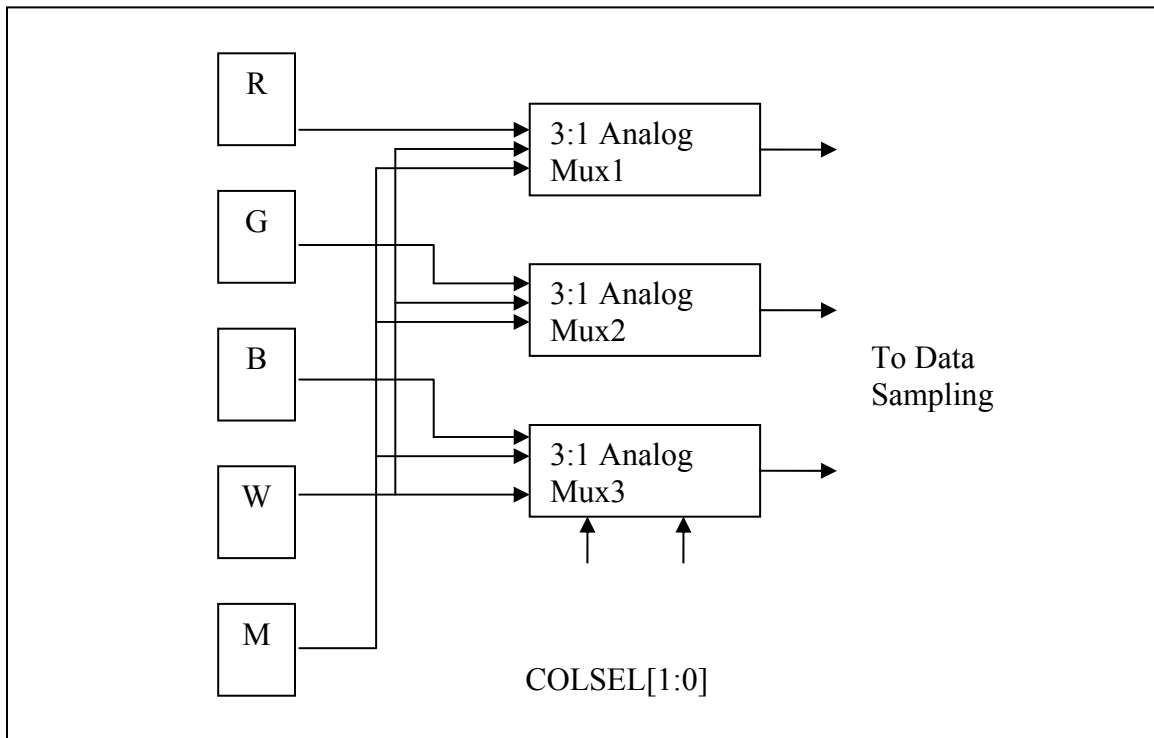 R
3:1 Analog
Mux1
G
3:1 Analog
Mux2
B
To Data
Sampling
3:1 Analog
Mux3
W
M
COLSEL[1:0]